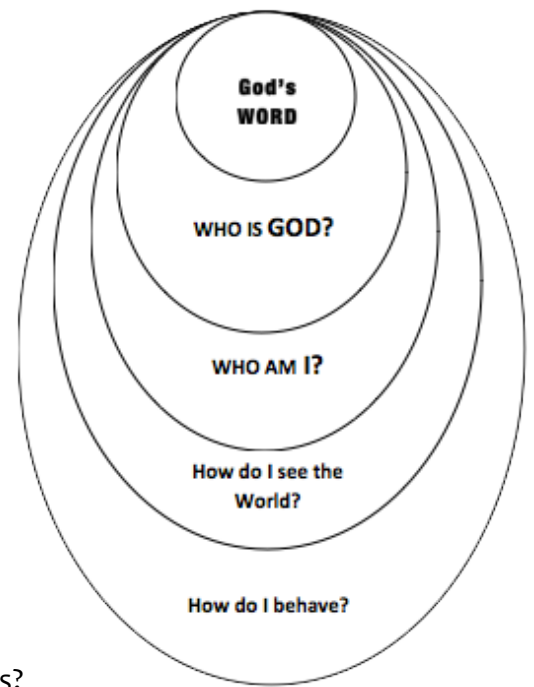 God's
WORD
WHO IS GOD?
WHO AM I?
How do I see the
World?
How do I behave?
s?